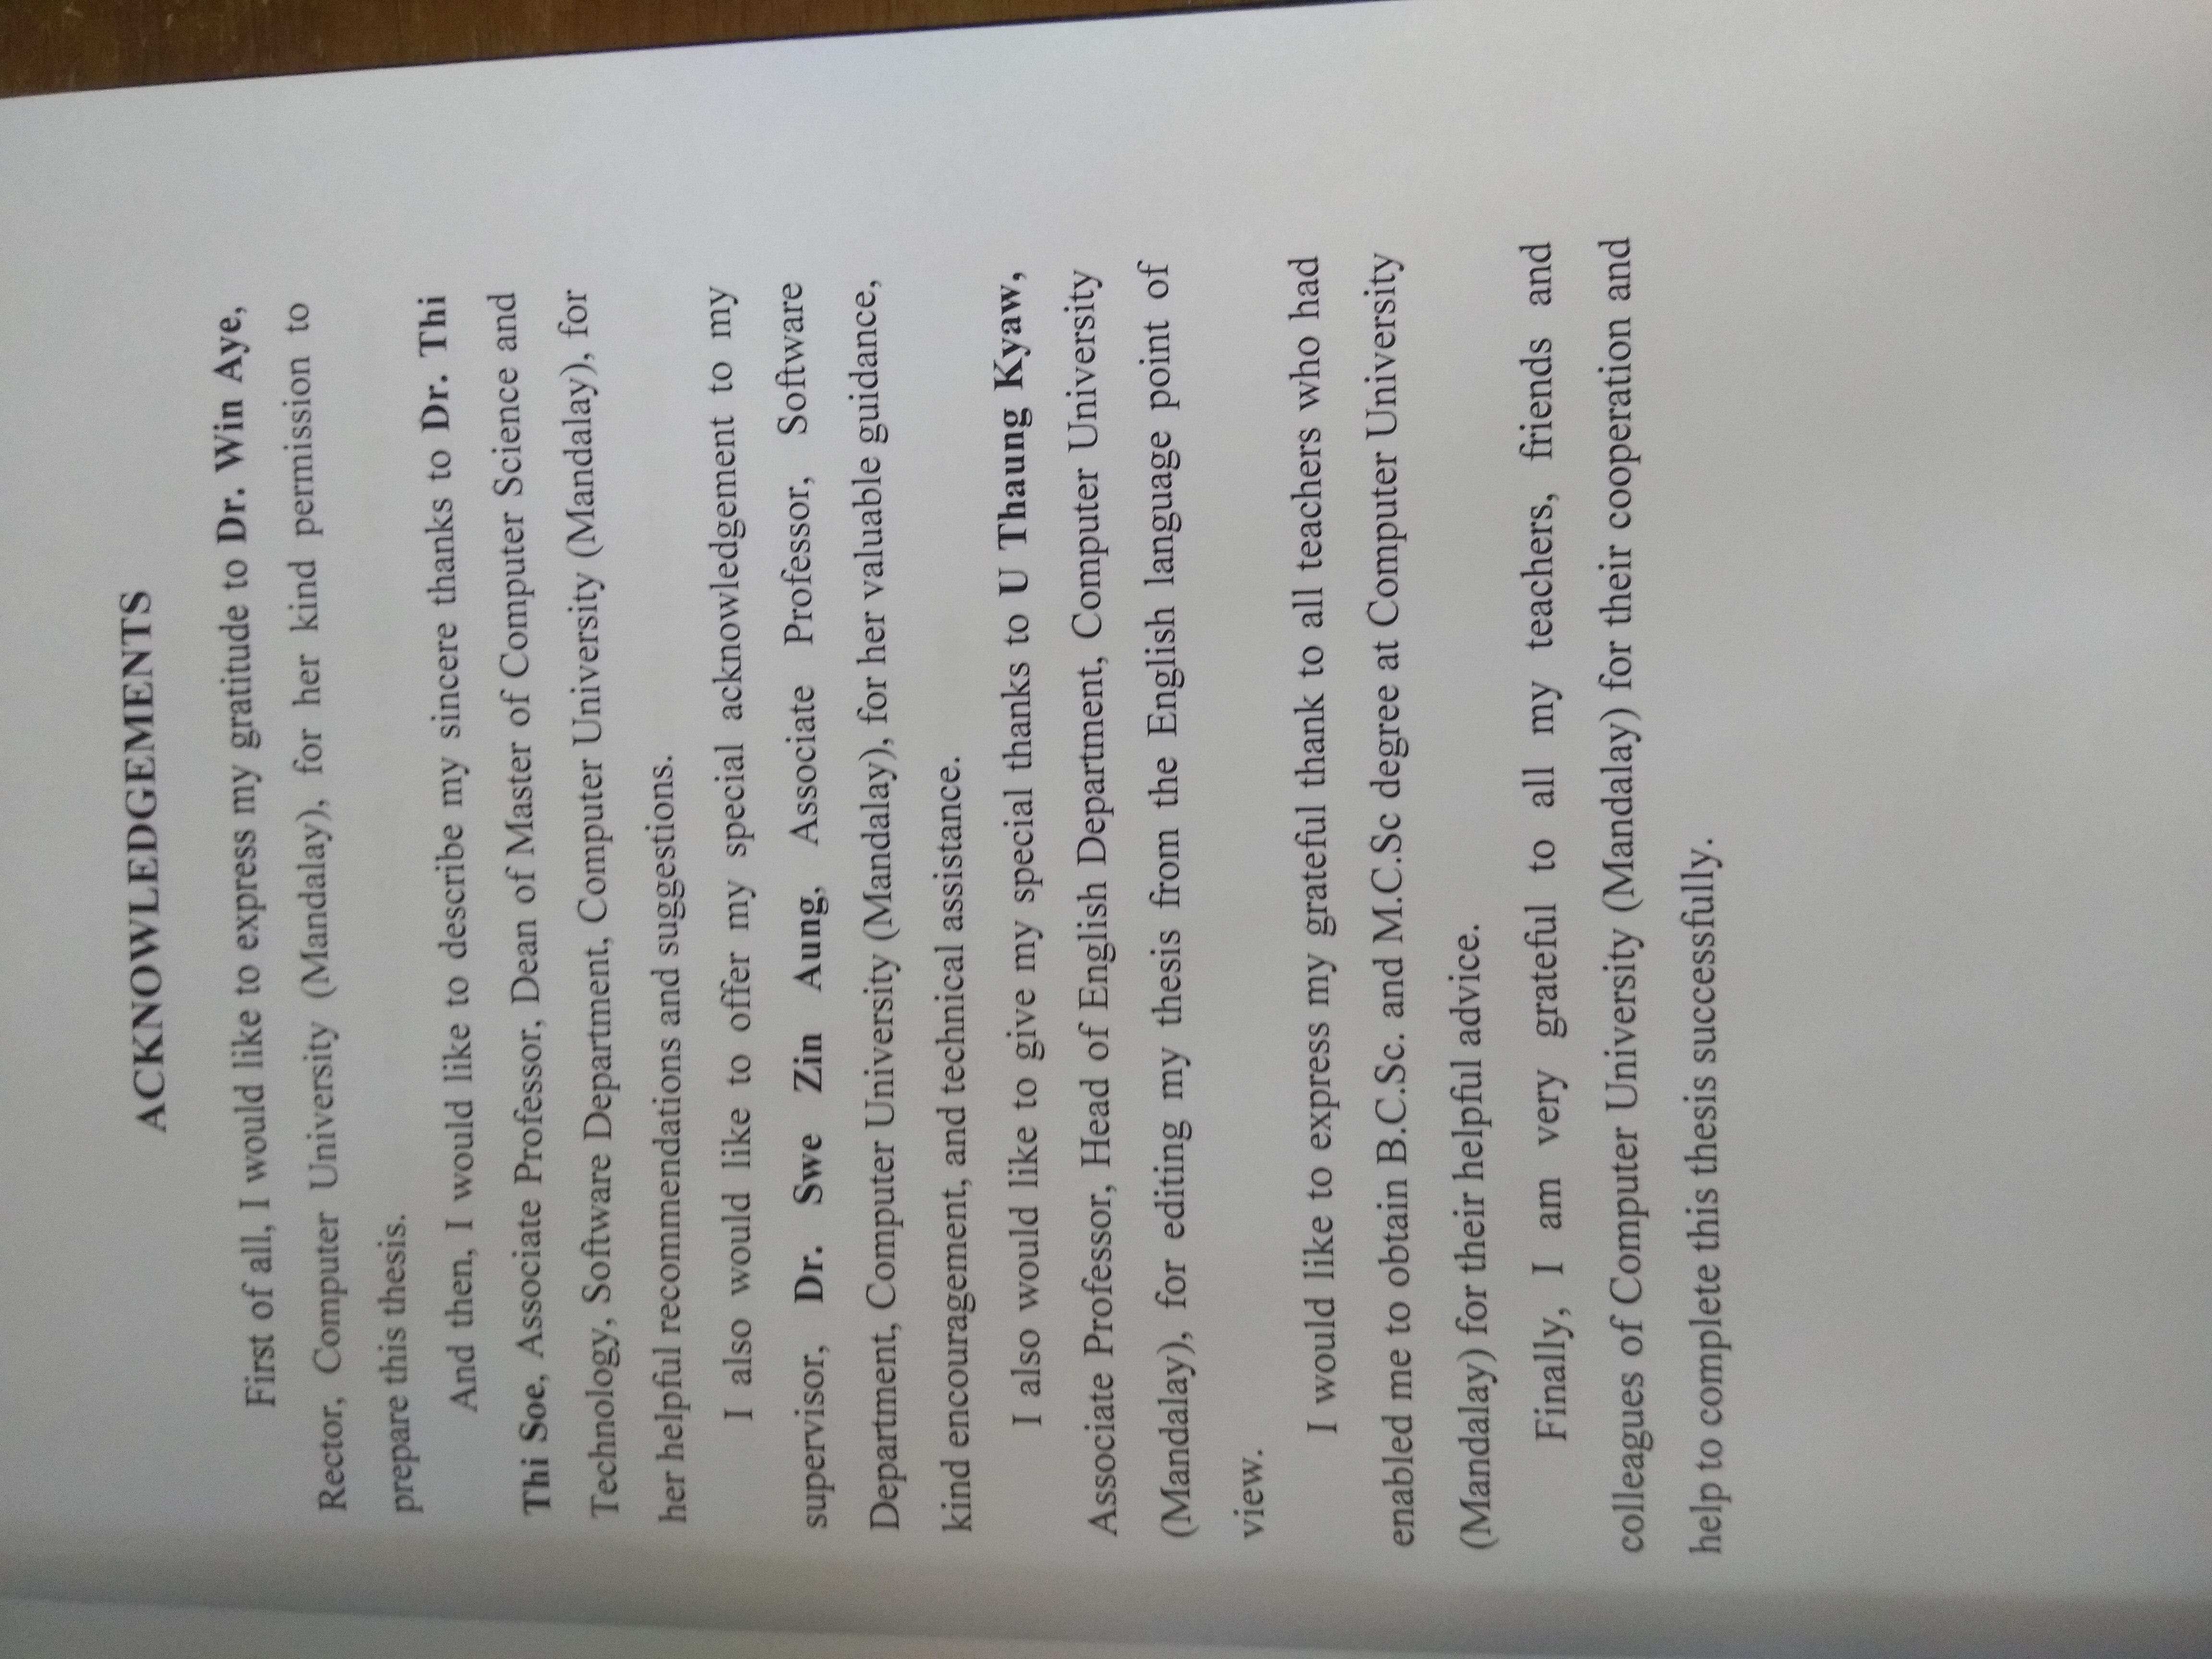 ACKNOWLEDGEMENTS
First of all, I would like to express my gratitude to Dr. Win Aye,
Rector, Computer University (Mandalay), for her kind permission to
prepare this thesis.
And then, I would like to describe my sincere thanks to Dr. Thi
Thi Soe, Associate Professor, Dean of Master of Computer Science and
Technology, Software Department, Computer University (Mandalay), for
her helpful recommendations and suggestions.
I also would like to offer my special acknowledgement to my
supervisor, Dr. Swe Zin Aung, Associate Professor, Software
Department, Computer University (Mandalay), for her valuable guidance,
kind encouragement, and technical assistance.
I also would like to give my special thanks to U Thaung Kyaw,
Associate Professor, Head of English Department, Computer University
(Mandalay), for editing my thesis from the English language point of
view.
I would like to express my grateful thank to all teachers who had
enabled me to obtain B.C.Sc. and M.C.Sc degree at Computer University
(Mandalay) for their helpful advice.
Finally, I am very grateful to all my teachers, friends and
colleagues of Computer University (Mandalay) for their cooperation and
help to complete this thesis successfully.